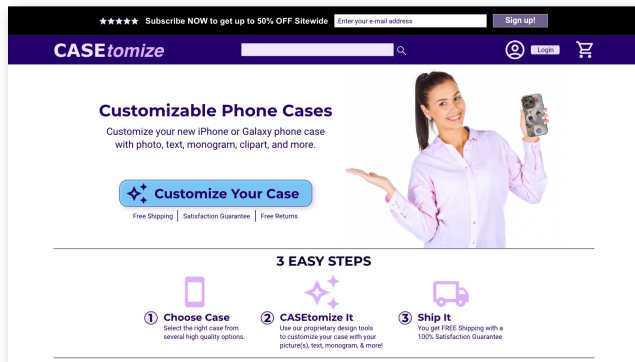 ★★★★★ Subscribe NOW to get up to 50% OFF Sitewide Enter your e-mail address Sign up!
CASEtomize Login
Customizable Phone Cases
Customize your new iPhone or Galaxy phone case
with photo, text, monogram, clipart, and more.
Customize Your Case
Free Shipping | Satisfaction Guarantee | Free Returns
3 EASY STEPS
1 Choose Case
Select the right case from
several high quality options.
2 CASEtomize It
Use our proprietary design tools
to customize your case with your
picture(s), text, monogram, & more!
3 Ship It
You get FREE Shipping with a
100% Satisfaction Guarantee